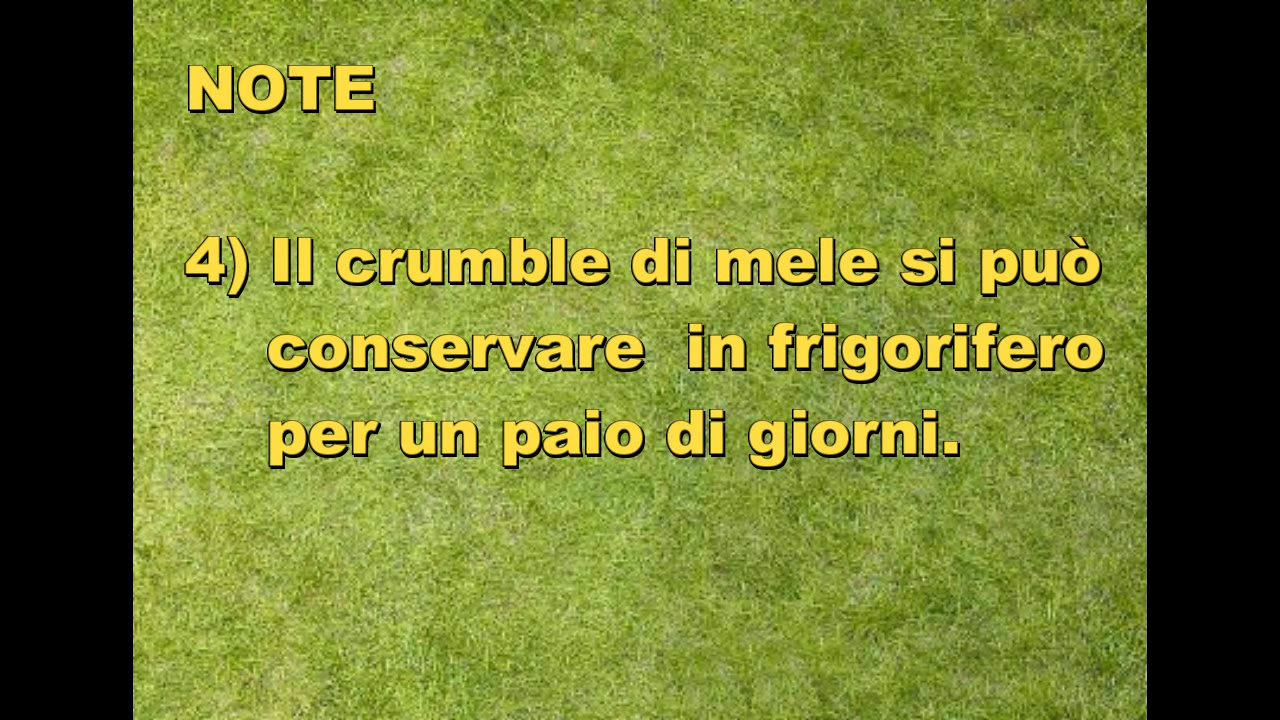 NOTE
4) Il crumble di mele si può
conservare in frigorifero
per un paio di giorni.